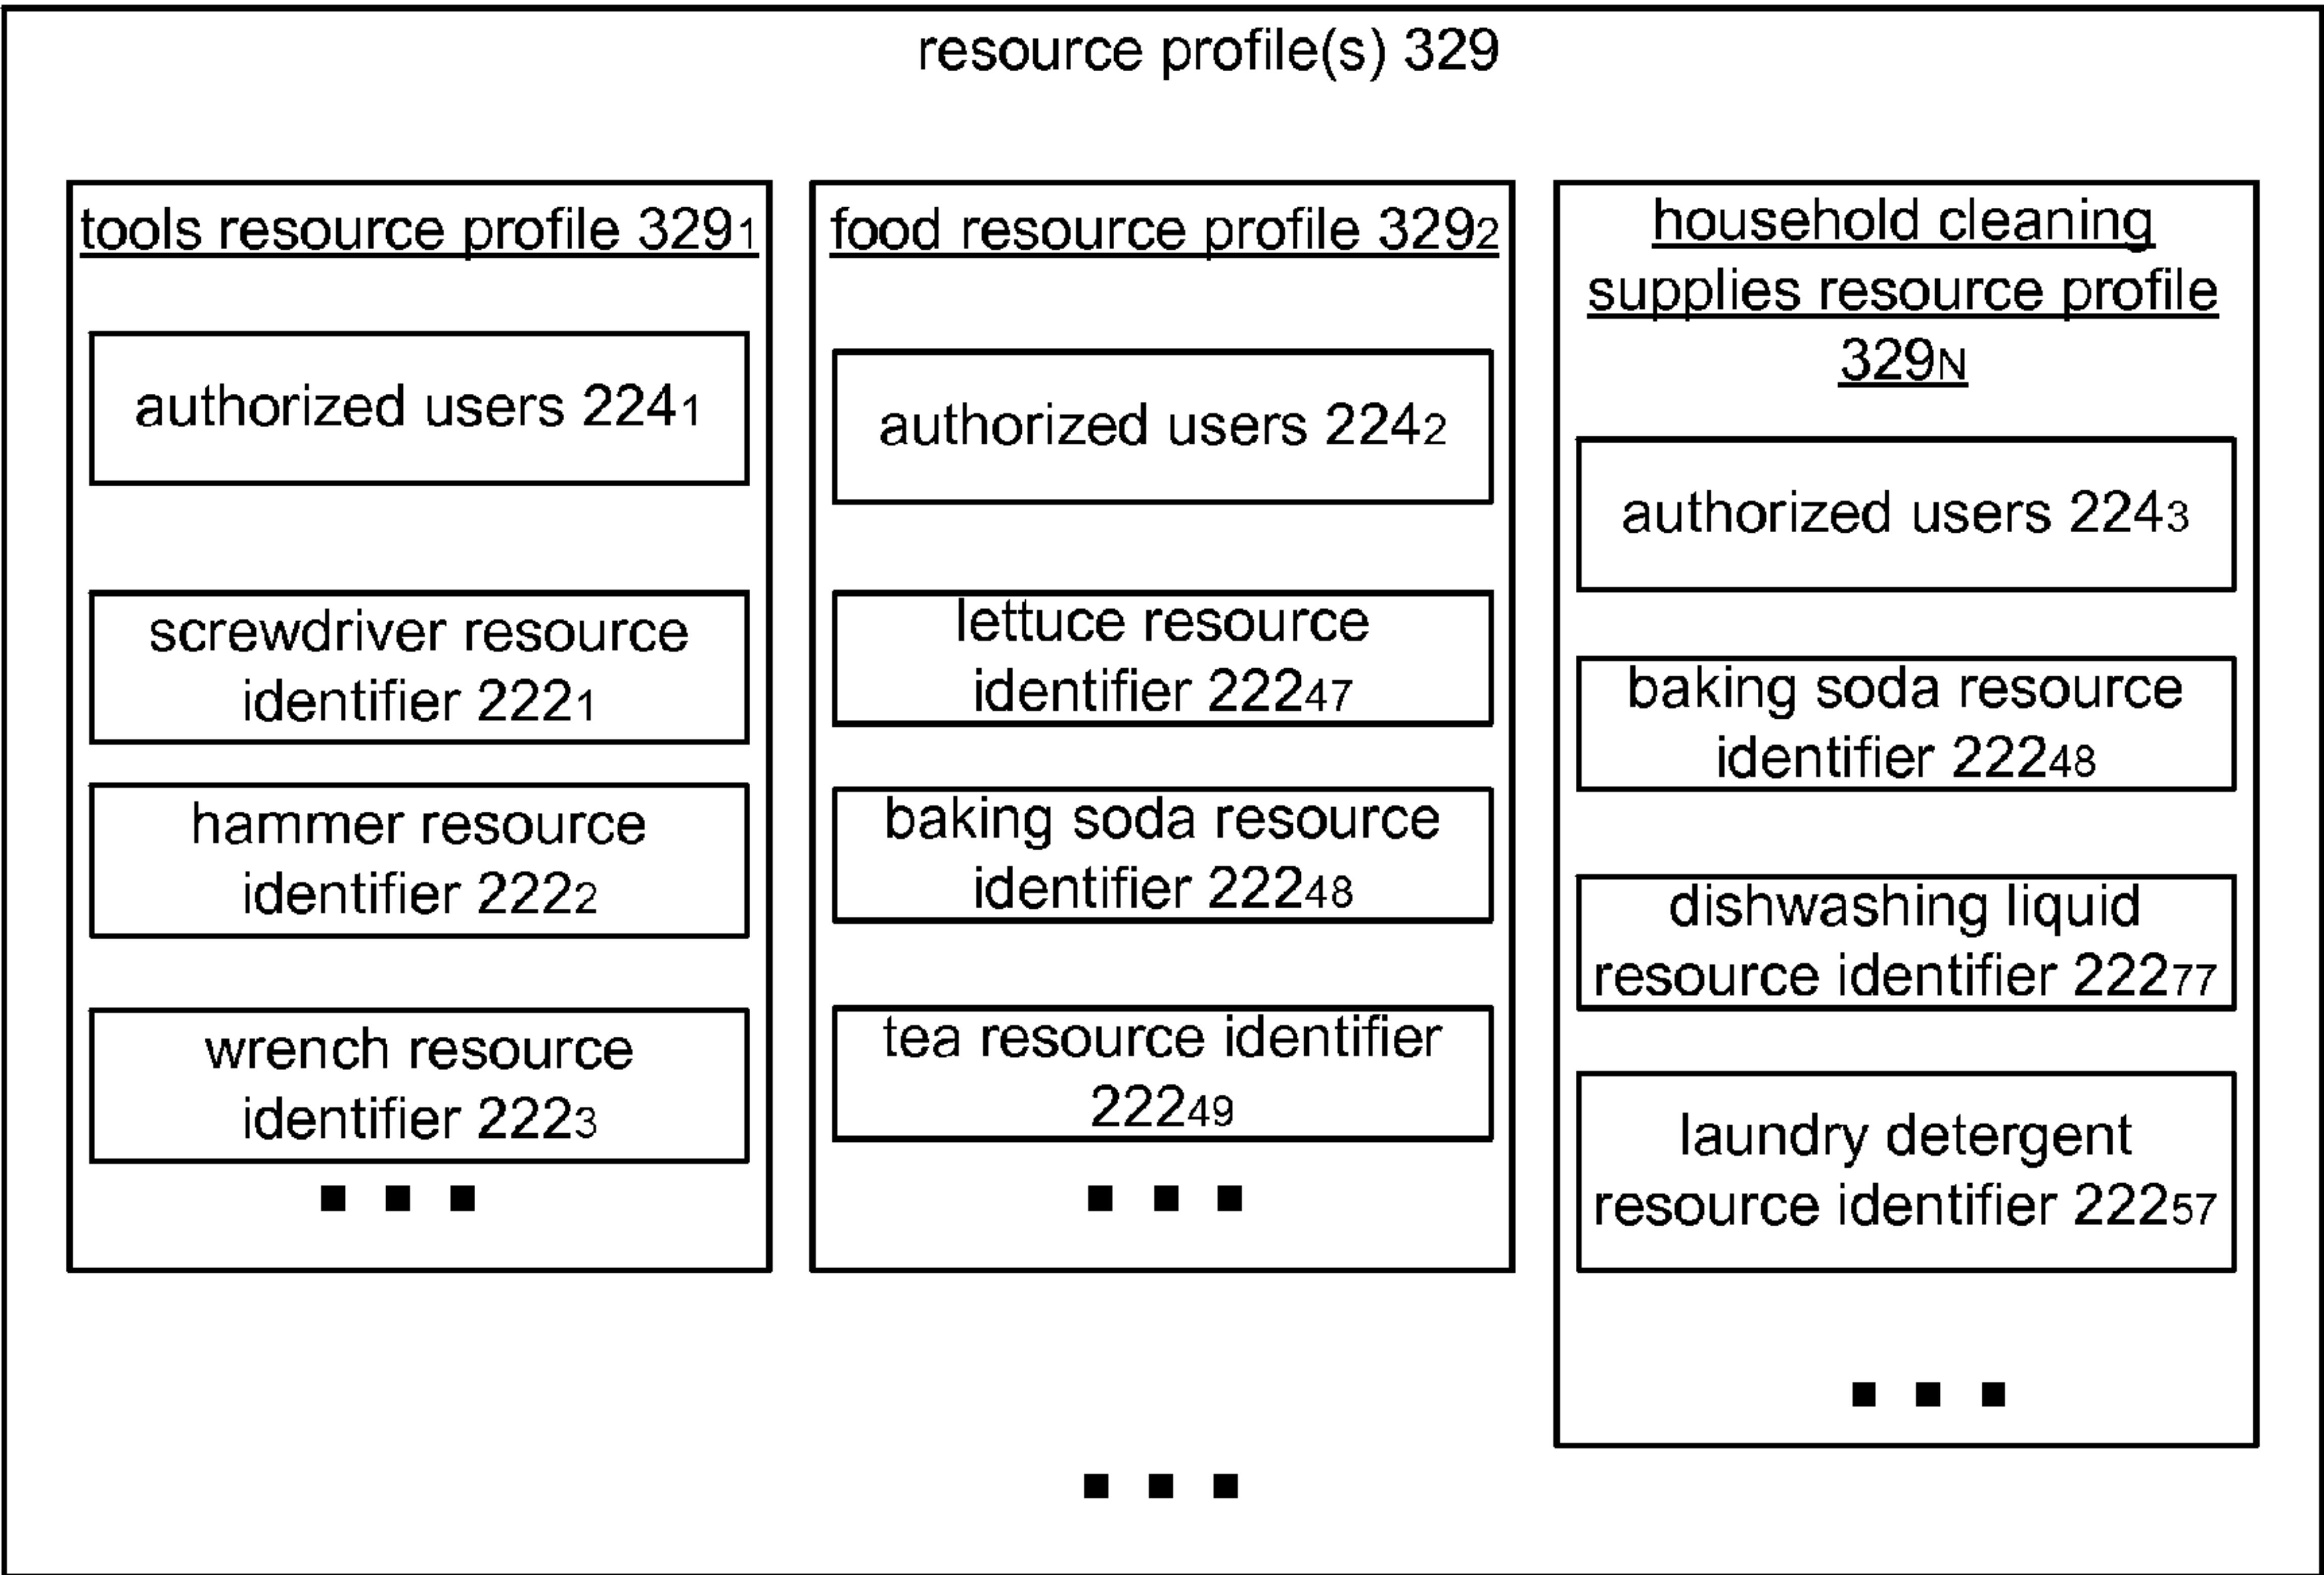 resource profile(s) 329
tools resource profile 329₁
authorized users 224₁
screwdriver resource
identifier 222₁
hammer resource
identifier 222₂
wrench resource
identifier 222₃
...
food resource profile 329₂
authorized users 224₂
lettuce resource
identifier 222₄₇
baking soda resource
identifier 222₄₈
tea resource identifier
222₄₉
...
household cleaning
supplies resource profile
329N
authorized users 224₃
baking soda resource
identifier 222₄₈
dishwashing liquid
resource identifier 222₇₇
laundry detergent
resource identifier 222₅₇
...
...